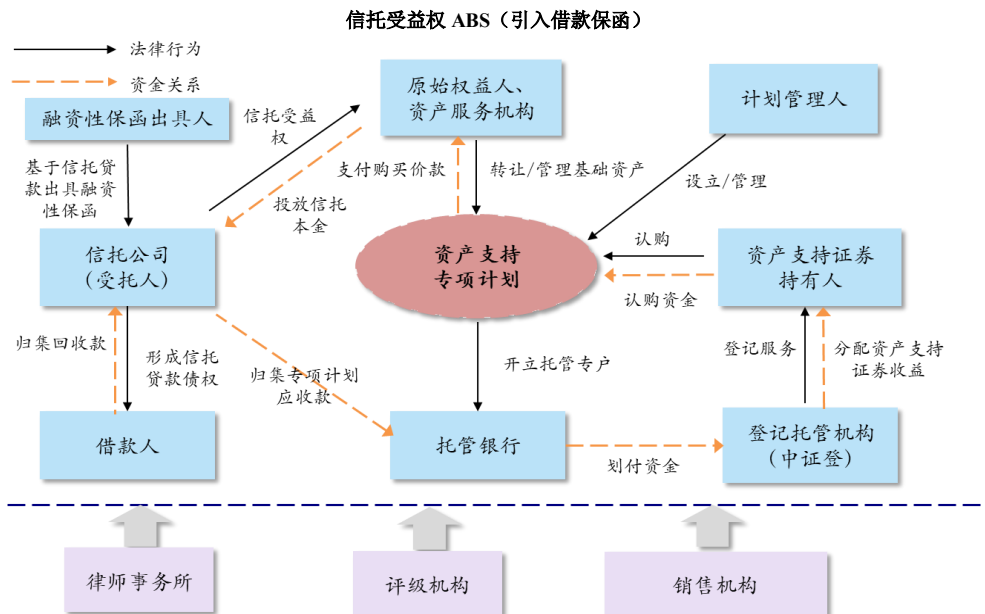 信托受益权 ABS（引入借款保函）
法律行为
资金关系
融资性保函出具人
信托受益
权
原始权益人、
资产服务机构
计划管理人
基于信托贷
款出具融资
性保函
支付购买价款
转让/管理基础资产
设立/管理
投放信托
本金
信托公司
（受托人）
资产支持
专项计划
认购
认购资金
资产支持证券
持有人
归集回收款
形成信托
贷款债权
归集专项计划
应收款
开立托管专户
登记服务
分配资产支持
证券收益
借款人
托管银行
划付资金
登记托管机构
（中证登）
律师事务所
评级机构
销售机构